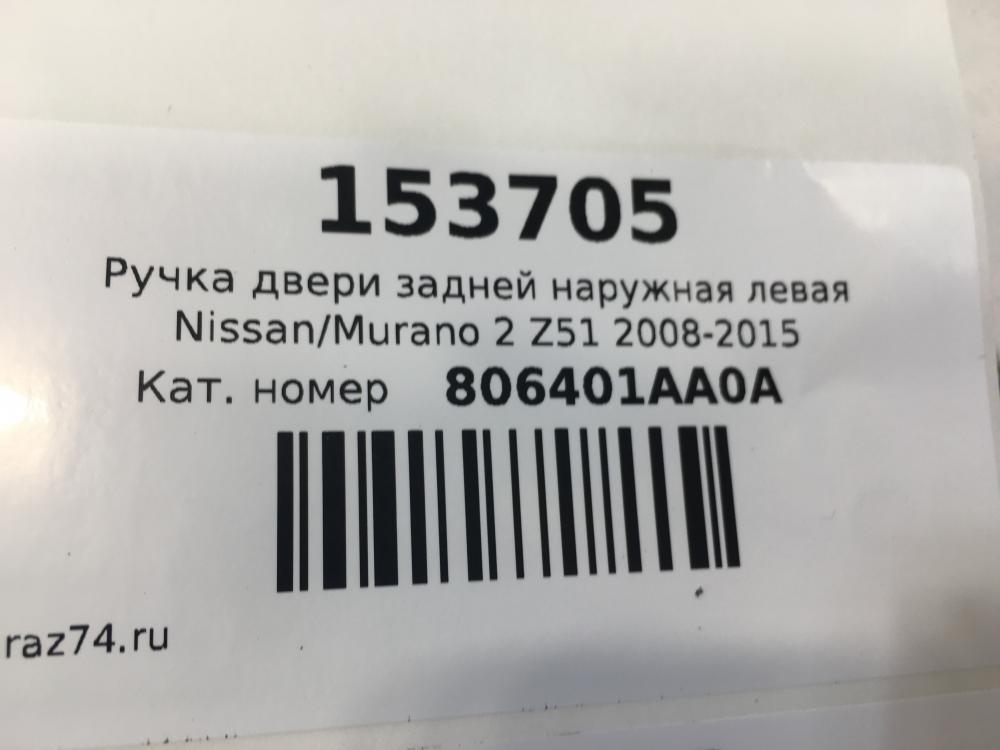 153705
Ручка двери задней наружная левая
Nissan/Murano 2 Z51 2008-2015
Кат. номер 806401AA0A
raz74.ru